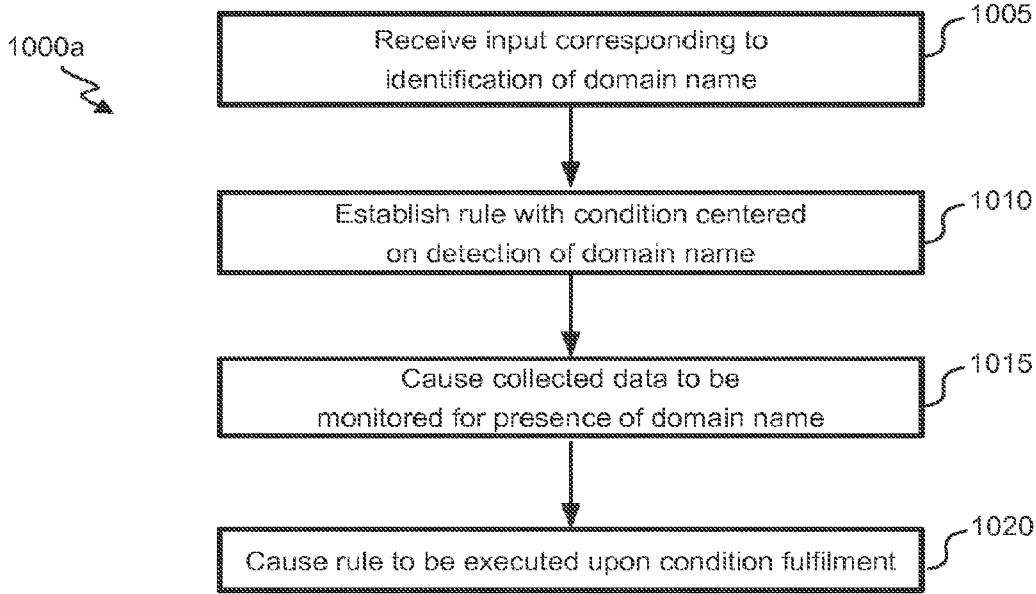 1000a
1005
Receive input corresponding to
identification of domain name
1010
Establish rule with condition centered
on detection of domain name
1015
Cause collected data to be
monitored for presence of domain name
1020
Cause rule to be executed upon condition fulfilment